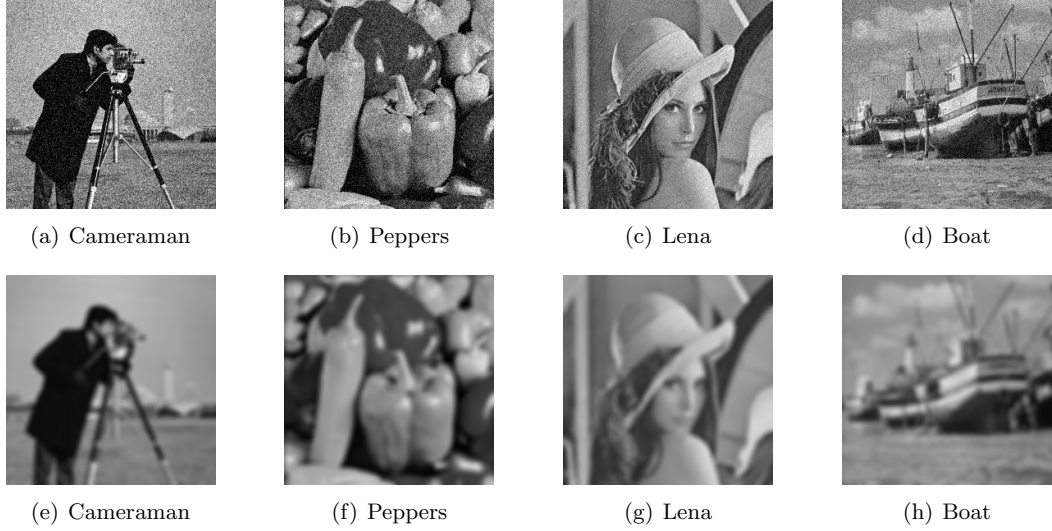 (a) Cameraman
(b) Peppers
(c) Lena
(d) Boat
(e) Cameraman
(f) Peppers
(g) Lena
(h) Boat